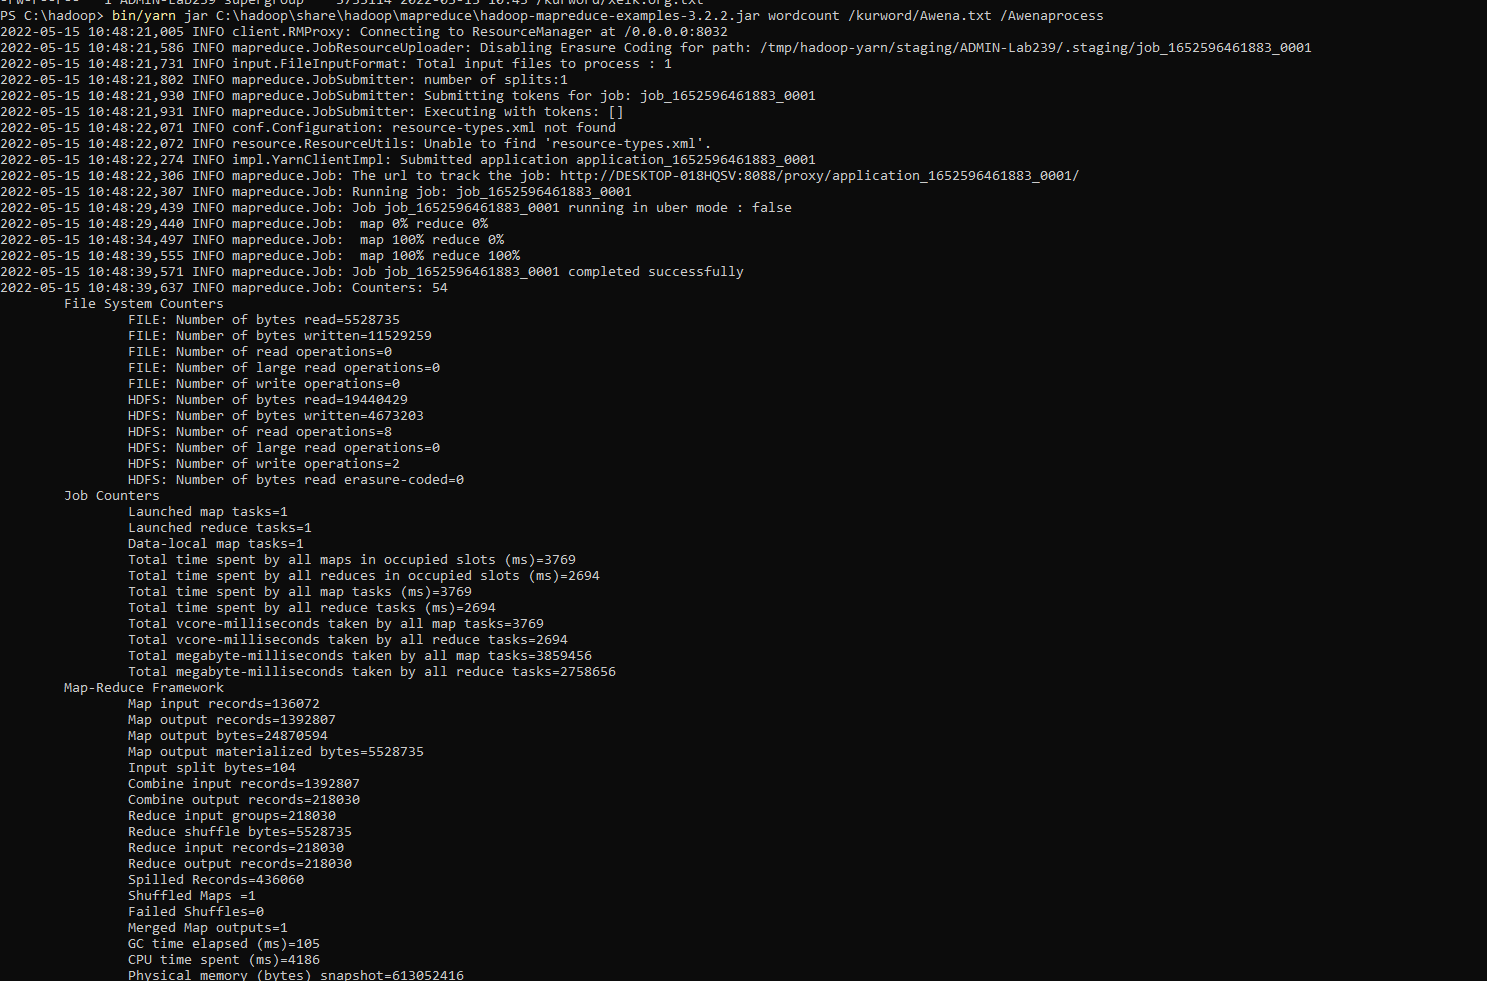 -rw-r--r-- 1 ADMIN-Lab239 supergroup 5735114 2022-05-15 10:45 /kurword/xelk.org.txt
PS C:\hadoop> bin/yarn jar C:\hadoop\share\hadoop\mapreduce\hadoop-mapreduce-examples-3.2.2.jar wordcount /kurword/Awena.txt /Awenaprocess
2022-05-15 10:48:21,005 INFO client.RMProxy: Connecting to ResourceManager at /0.0.0.0:8032
2022-05-15 10:48:21,586 INFO mapreduce.JobResourceUploader: Disabling Erasure Coding for path: /tmp/hadoop-yarn/staging/ADMIN-Lab239/.staging/job_1652596461883_0001
2022-05-15 10:48:21,731 INFO input.FileInputFormat: Total input files to process : 1
2022-05-15 10:48:21,802 INFO mapreduce.JobSubmitter: number of splits:1
2022-05-15 10:48:21,930 INFO mapreduce.JobSubmitter: Submitting tokens for job: job_1652596461883_0001
2022-05-15 10:48:21,931 INFO mapreduce.JobSubmitter: Executing with tokens: []
2022-05-15 10:48:22,071 INFO conf.Configuration: resource-types.xml not found
2022-05-15 10:48:22,072 INFO resource.ResourceUtils: Unable to find 'resource-types.xml'.
2022-05-15 10:48:22,274 INFO impl.YarnClientImpl: Submitted application application_1652596461883_0001
2022-05-15 10:48:22,306 INFO mapreduce.Job: The url to track the job: http://DESKTOP-018HQSV:8088/proxy/application_1652596461883_0001/
2022-05-15 10:48:22,307 INFO mapreduce.Job: Running job: job_1652596461883_0001
2022-05-15 10:48:29,439 INFO mapreduce.Job: Job job_1652596461883_0001 running in uber mode : false
2022-05-15 10:48:29,440 INFO mapreduce.Job:  map 0% reduce 0%
2022-05-15 10:48:34,497 INFO mapreduce.Job:  map 100% reduce 0%
2022-05-15 10:48:39,555 INFO mapreduce.Job:  map 100% reduce 100%
2022-05-15 10:48:39,571 INFO mapreduce.Job: Job job_1652596461883_0001 completed successfully
2022-05-15 10:48:39,637 INFO mapreduce.Job: Counters: 54
File System Counters
FILE: Number of bytes read=5528735
FILE: Number of bytes written=11529259
FILE: Number of read operations=0
FILE: Number of large read operations=0
FILE: Number of write operations=0
HDFS: Number of bytes read=19440429
HDFS: Number of bytes written=4673203
HDFS: Number of read operations=8
HDFS: Number of large read operations=0
HDFS: Number of write operations=2
HDFS: Number of bytes read erasure-coded=0
Job Counters
Launched map tasks=1
Launched reduce tasks=1
Data-local map tasks=1
Total time spent by all maps in occupied slots (ms)=3769
Total time spent by all reduces in occupied slots (ms)=2694
Total time spent by all map tasks (ms)=3769
Total time spent by all reduce tasks (ms)=2694
Total vcore-milliseconds taken by all map tasks=3769
Total vcore-milliseconds taken by all reduce tasks=2694
Total megabyte-milliseconds taken by all map tasks=3859456
Total megabyte-milliseconds taken by all reduce tasks=2758656
Map-Reduce Framework
Map input records=136072
Map output records=1392807
Map output bytes=24870594
Map output materialized bytes=5528735
Input split bytes=104
Combine input records=1392807
Combine output records=218030
Reduce input groups=218030
Reduce shuffle bytes=5528735
Reduce input records=218030
Reduce output records=218030
Spilled Records=436060
Shuffled Maps =1
Failed Shuffles=0
Merged Map outputs=1
GC time elapsed (ms)=105
CPU time spent (ms)=4186
Physical memory (bytes) snapshot=613052416